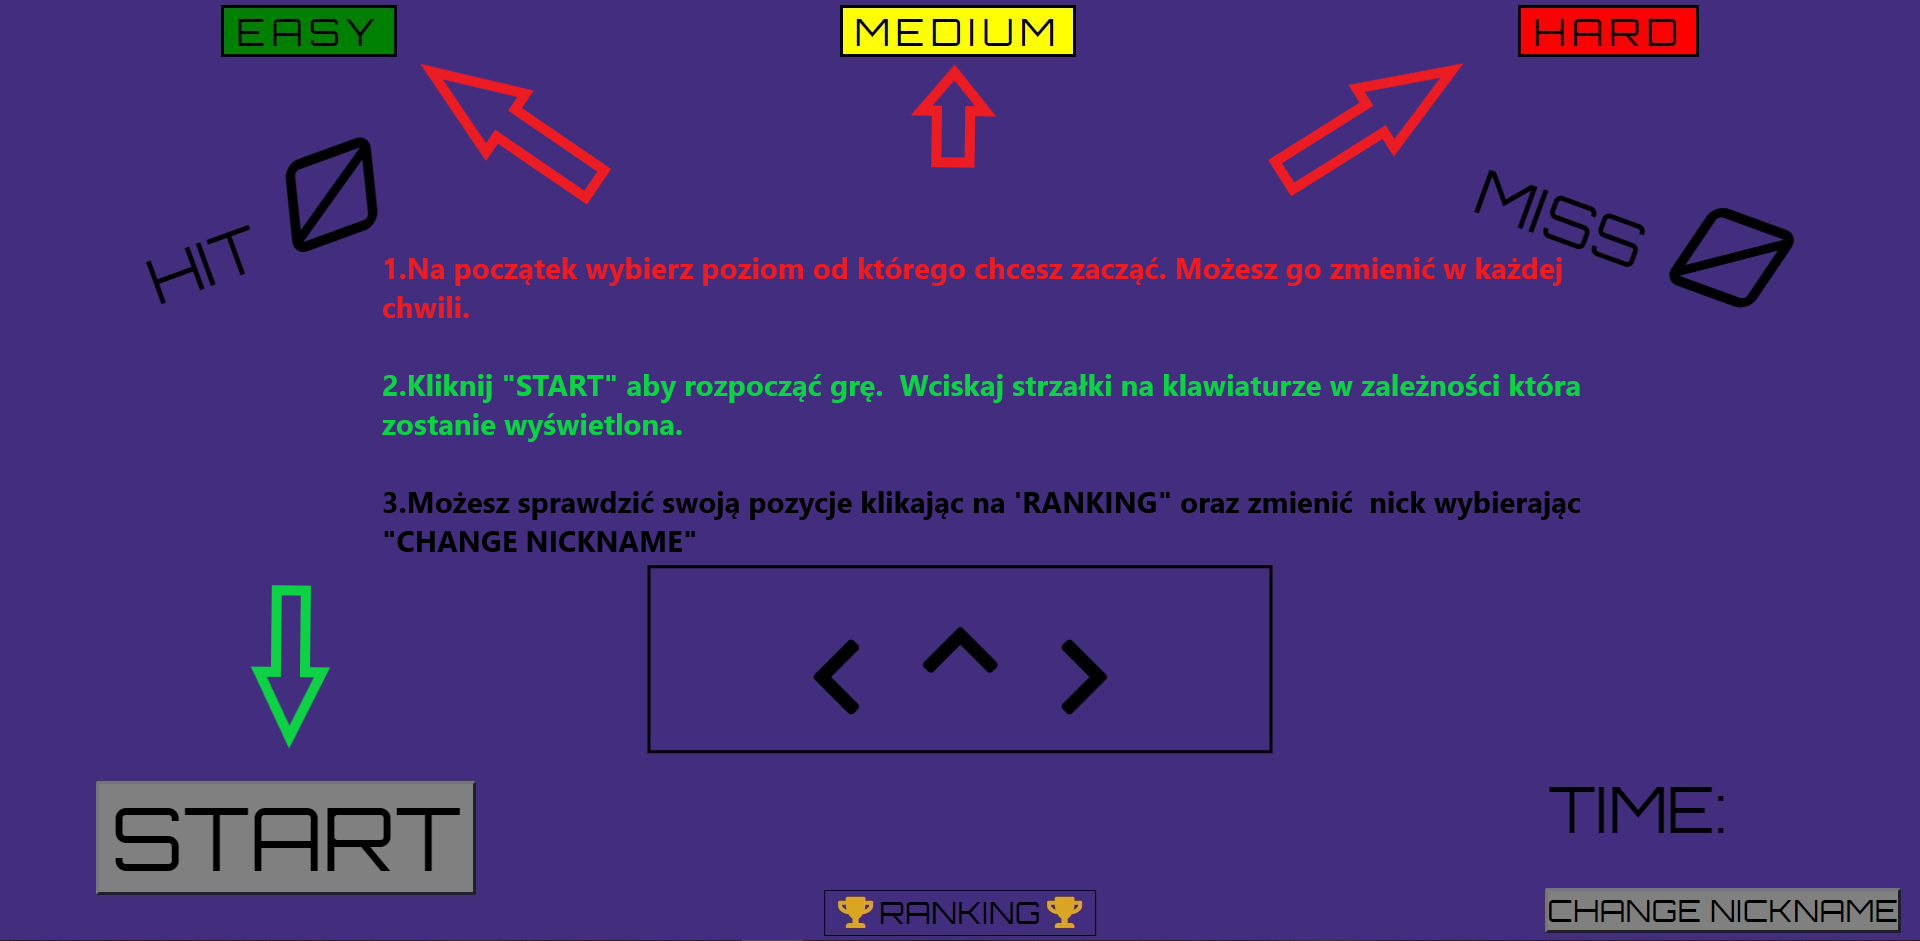 EASY
MEDIUM
HARD
HIT 0
MISS 0
1.Na początek wybierz poziom od którego chcesz zacząć. Możesz go zmienić w każdej
chwili.
2.Kliknij "START" aby rozpocząć grę.  Wciskaj strzałki na klawiaturze w zależności która
zostanie wyświetlona.
3.Możesz sprawdzić swoją pozycje klikając na 'RANKING" oraz zmienić  nick wybierając
"CHANGE NICKNAME"
START
TIME:
RANKING
CHANGE NICKNAME